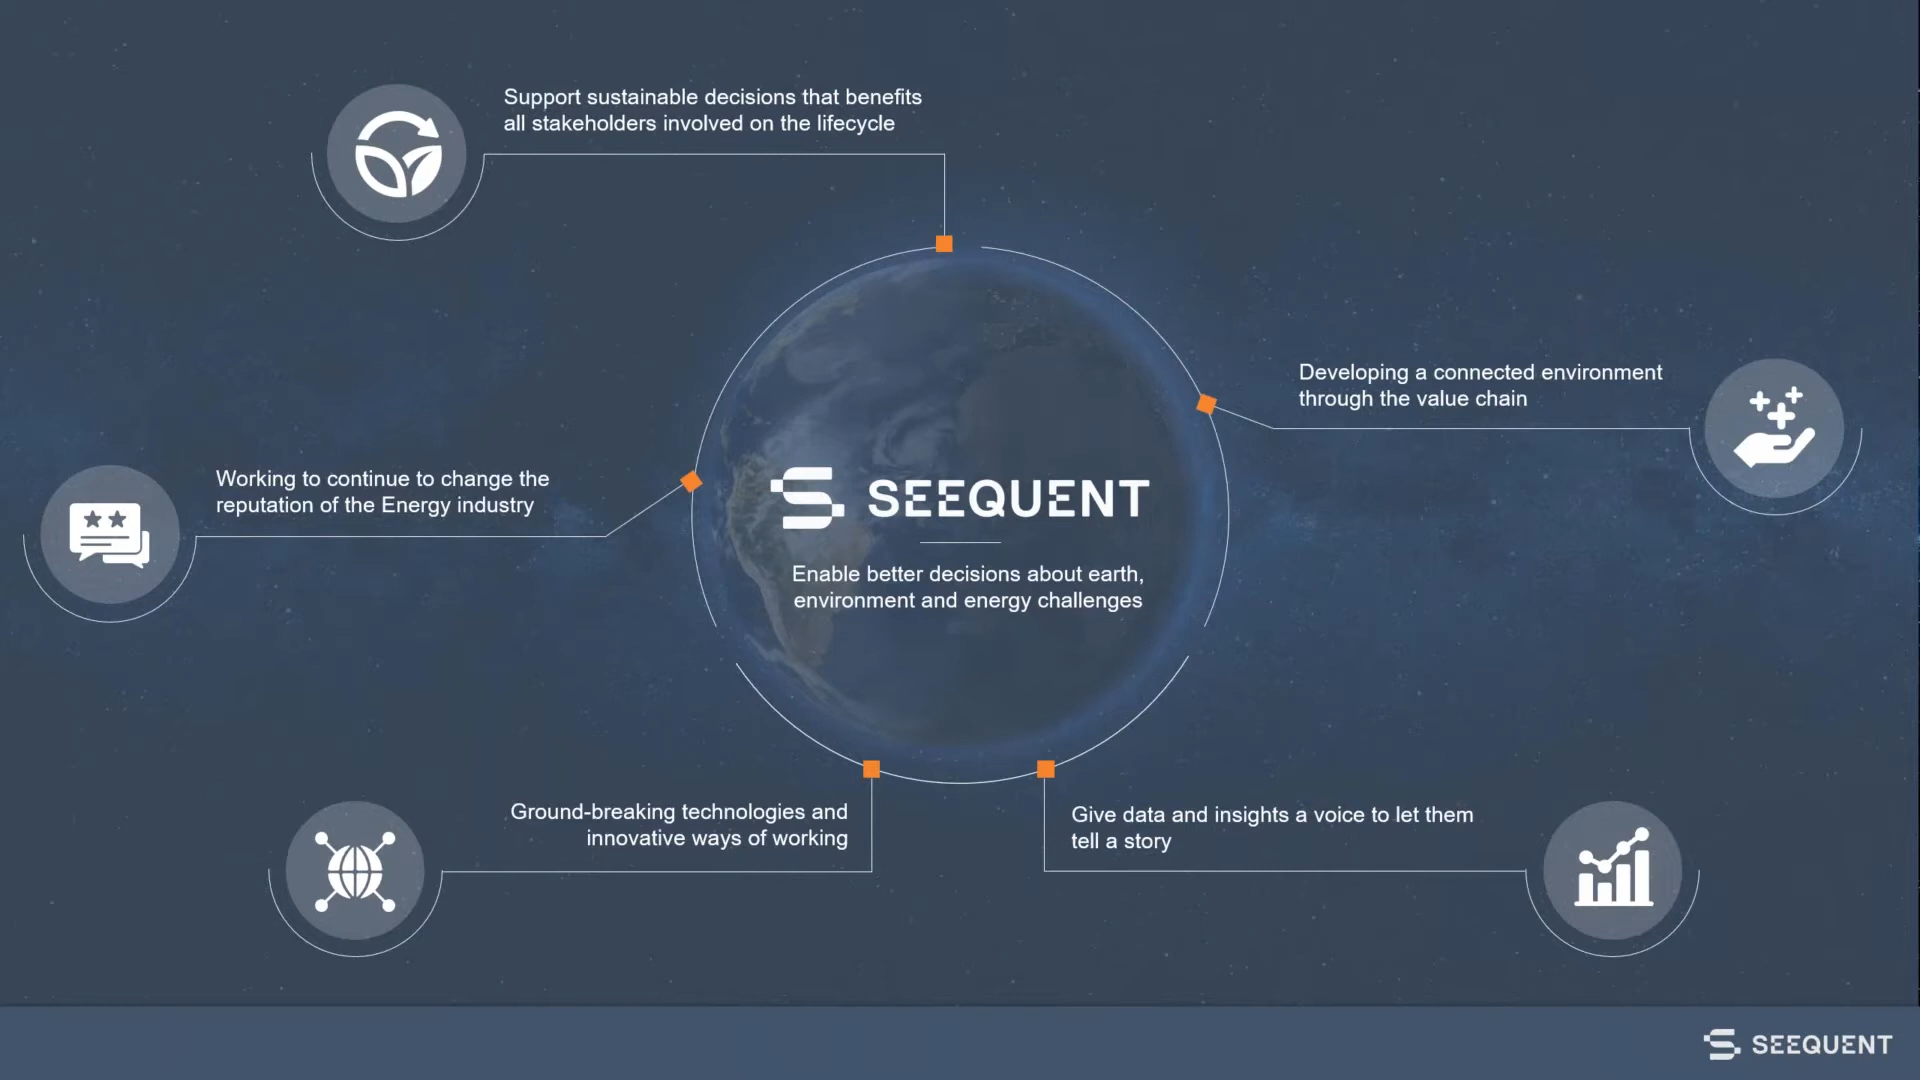 Support sustainable decisions that benefits
all stakeholders involved on the lifecycle
Developing a connected environment
through the value chain
Working to continue to change the
reputation of the Energy industry
SEEQUENT
Enable better decisions about earth,
environment and energy challenges
Ground-breaking technologies and
innovative ways of working
Give data and insights a voice to let them
tell a story
SEEQUENT